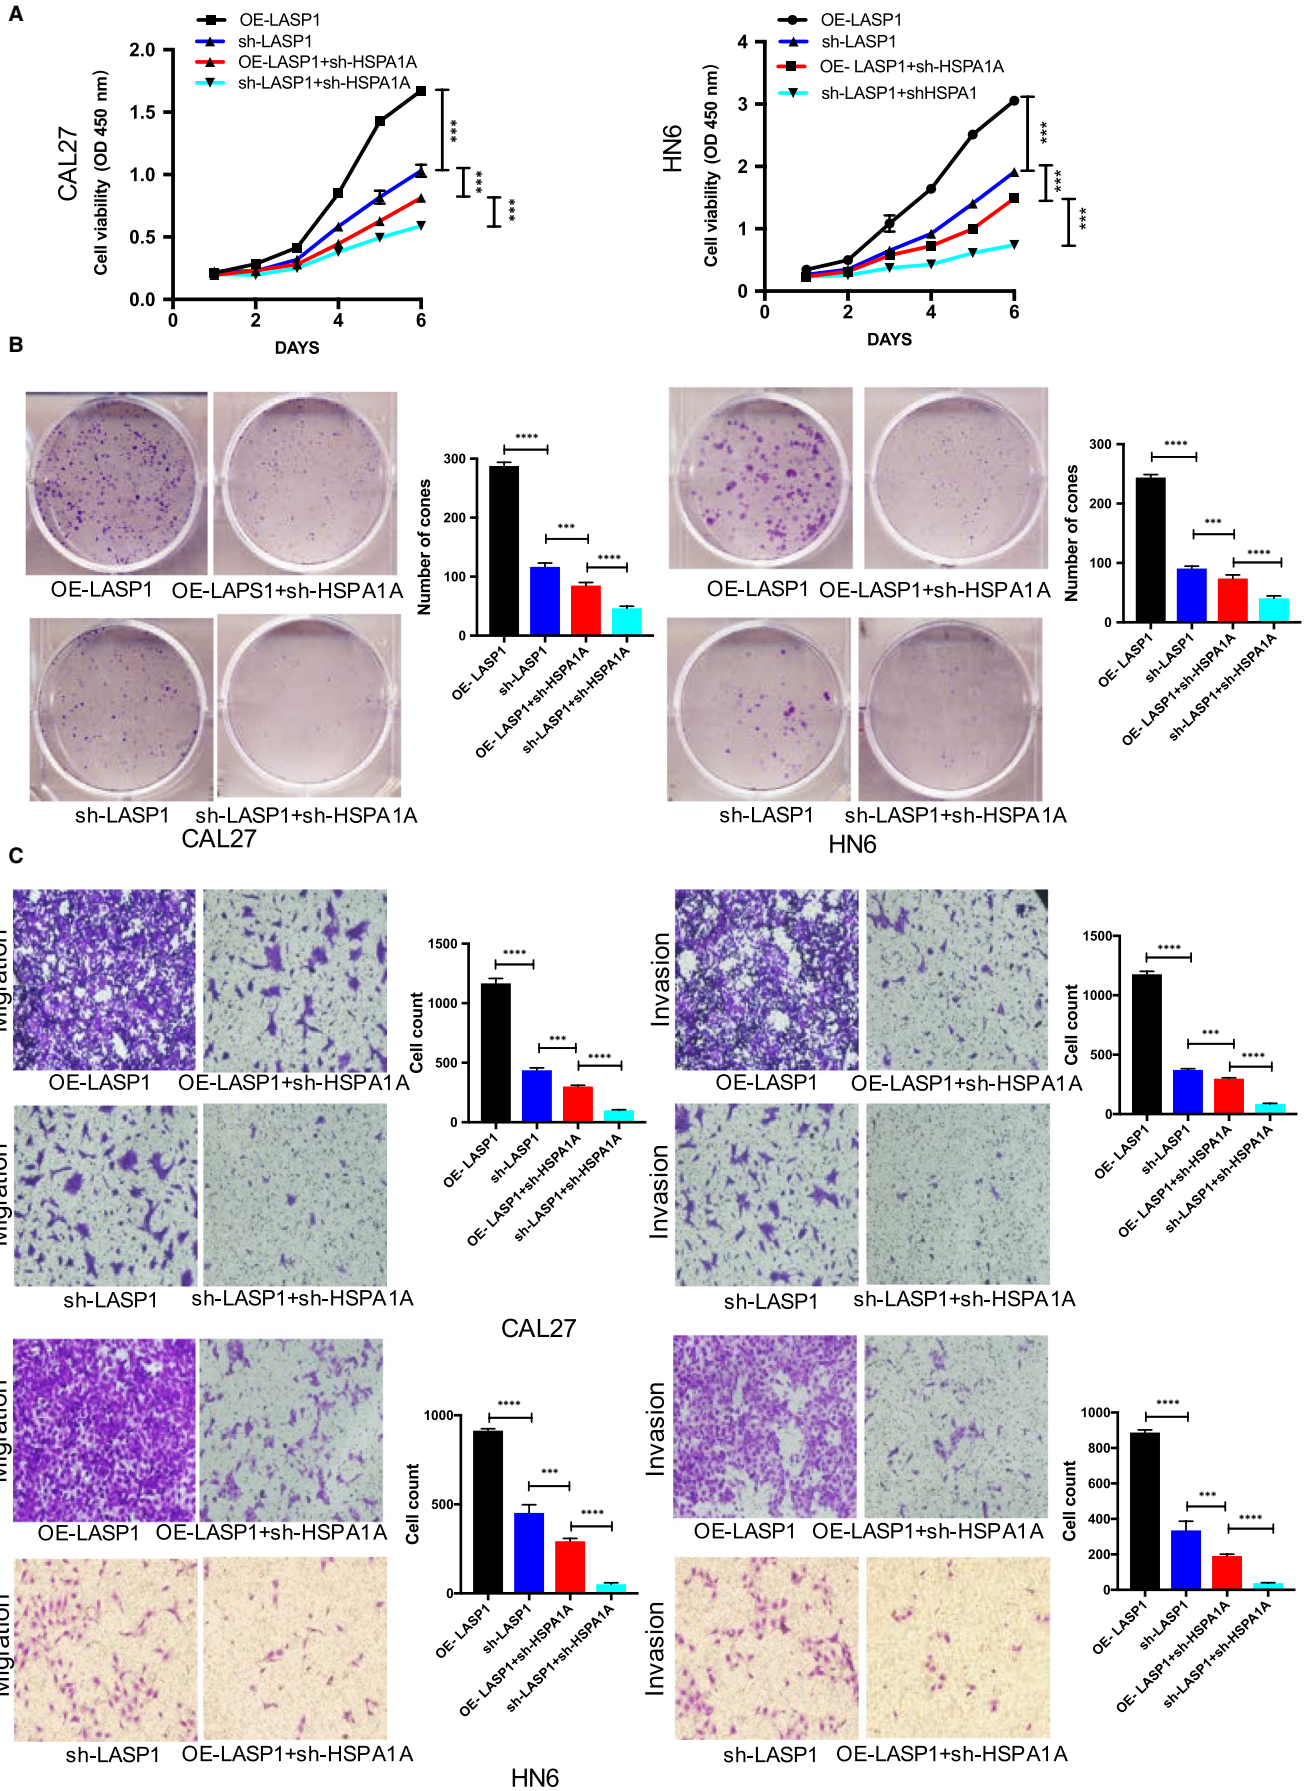 A
OE-LASP1
sh-LASP1
OE-LASP1+sh-HSPA1A
sh-LASP1+sh-HSPA1A
CAL27
Cell viability (OD 450 nm)
2.0
1.5
1.0
0.5
0.0
0
2
4
6
DAYS
***
***
***
OE-LASP1
sh-LASP1
OE- LASP1+sh-HSPA1A
sh-LASP1+shHSPA1
HN6
Cell viability (OD 450 nm)
4
3
2
1
0
0
2
4
6
DAYS
***
***
***
B
OE-LASP1
OE-LAPS1+sh-HSPA1A
sh-LASP1
sh-LASP1+sh-HSPA1A
CAL27
Number of cones
300
200
100
0
****
***
****
OE- LASP1
sh-LASP1
OE- LASP1+sh-HSPA1A
sh-LASP1+sh-HSPA1A
OE-LASP1
OE-LASP1+sh-HSPA1A
sh-LASP1
sh-LASP1+sh-HSPA1A
HN6
Number of cones
300
200
100
0
****
***
****
OE- LASP1
sh-LASP1
OE- LASP1+sh-HSPA1A
sh-LASP1+sh-HSPA1A
C
Migration
OE-LASP1
OE-LASP1+sh-HSPA1A
Migration
sh-LASP1
sh-LASP1+sh-HSPA1A
Cell count
1500
1000
500
0
****
***
****
OE- LASP1
sh-LASP1
OE- LASP1+sh-HSPA1A
sh-LASP1+sh-HSPA1A
Invasion
OE-LASP1
OE-LASP1+sh-HSPA1A
Invasion
sh-LASP1
sh-LASP1+sh-HSPA1A
Cell count
1500
1000
500
0
****
***
****
OE- LASP1
sh-LASP1
OE- LASP1+sh-HSPA1A
sh-LASP1+sh-HSPA1A
CAL27
Migration
OE-LASP1
OE-LASP1+sh-HSPA1A
Migration
sh-LASP1
OE-LASP1+sh-HSPA1A
Cell count
1000
500
0
****
***
****
OE- LASP1
sh-LASP1
OE- LASP1+sh-HSPA1A
sh-LASP1+sh-HSPA1A
Invasion
OE-LASP1
OE-LASP1+sh-HSPA1A
Invasion
sh-LASP1
OE-LASP1+sh-HSPA1A
Cell count
1000
800
600
400
200
0
****
***
****
OE- LASP1
sh-LASP1
OE- LASP1+sh-HSPA1A
sh-LASP1+sh-HSPA1A
HN6